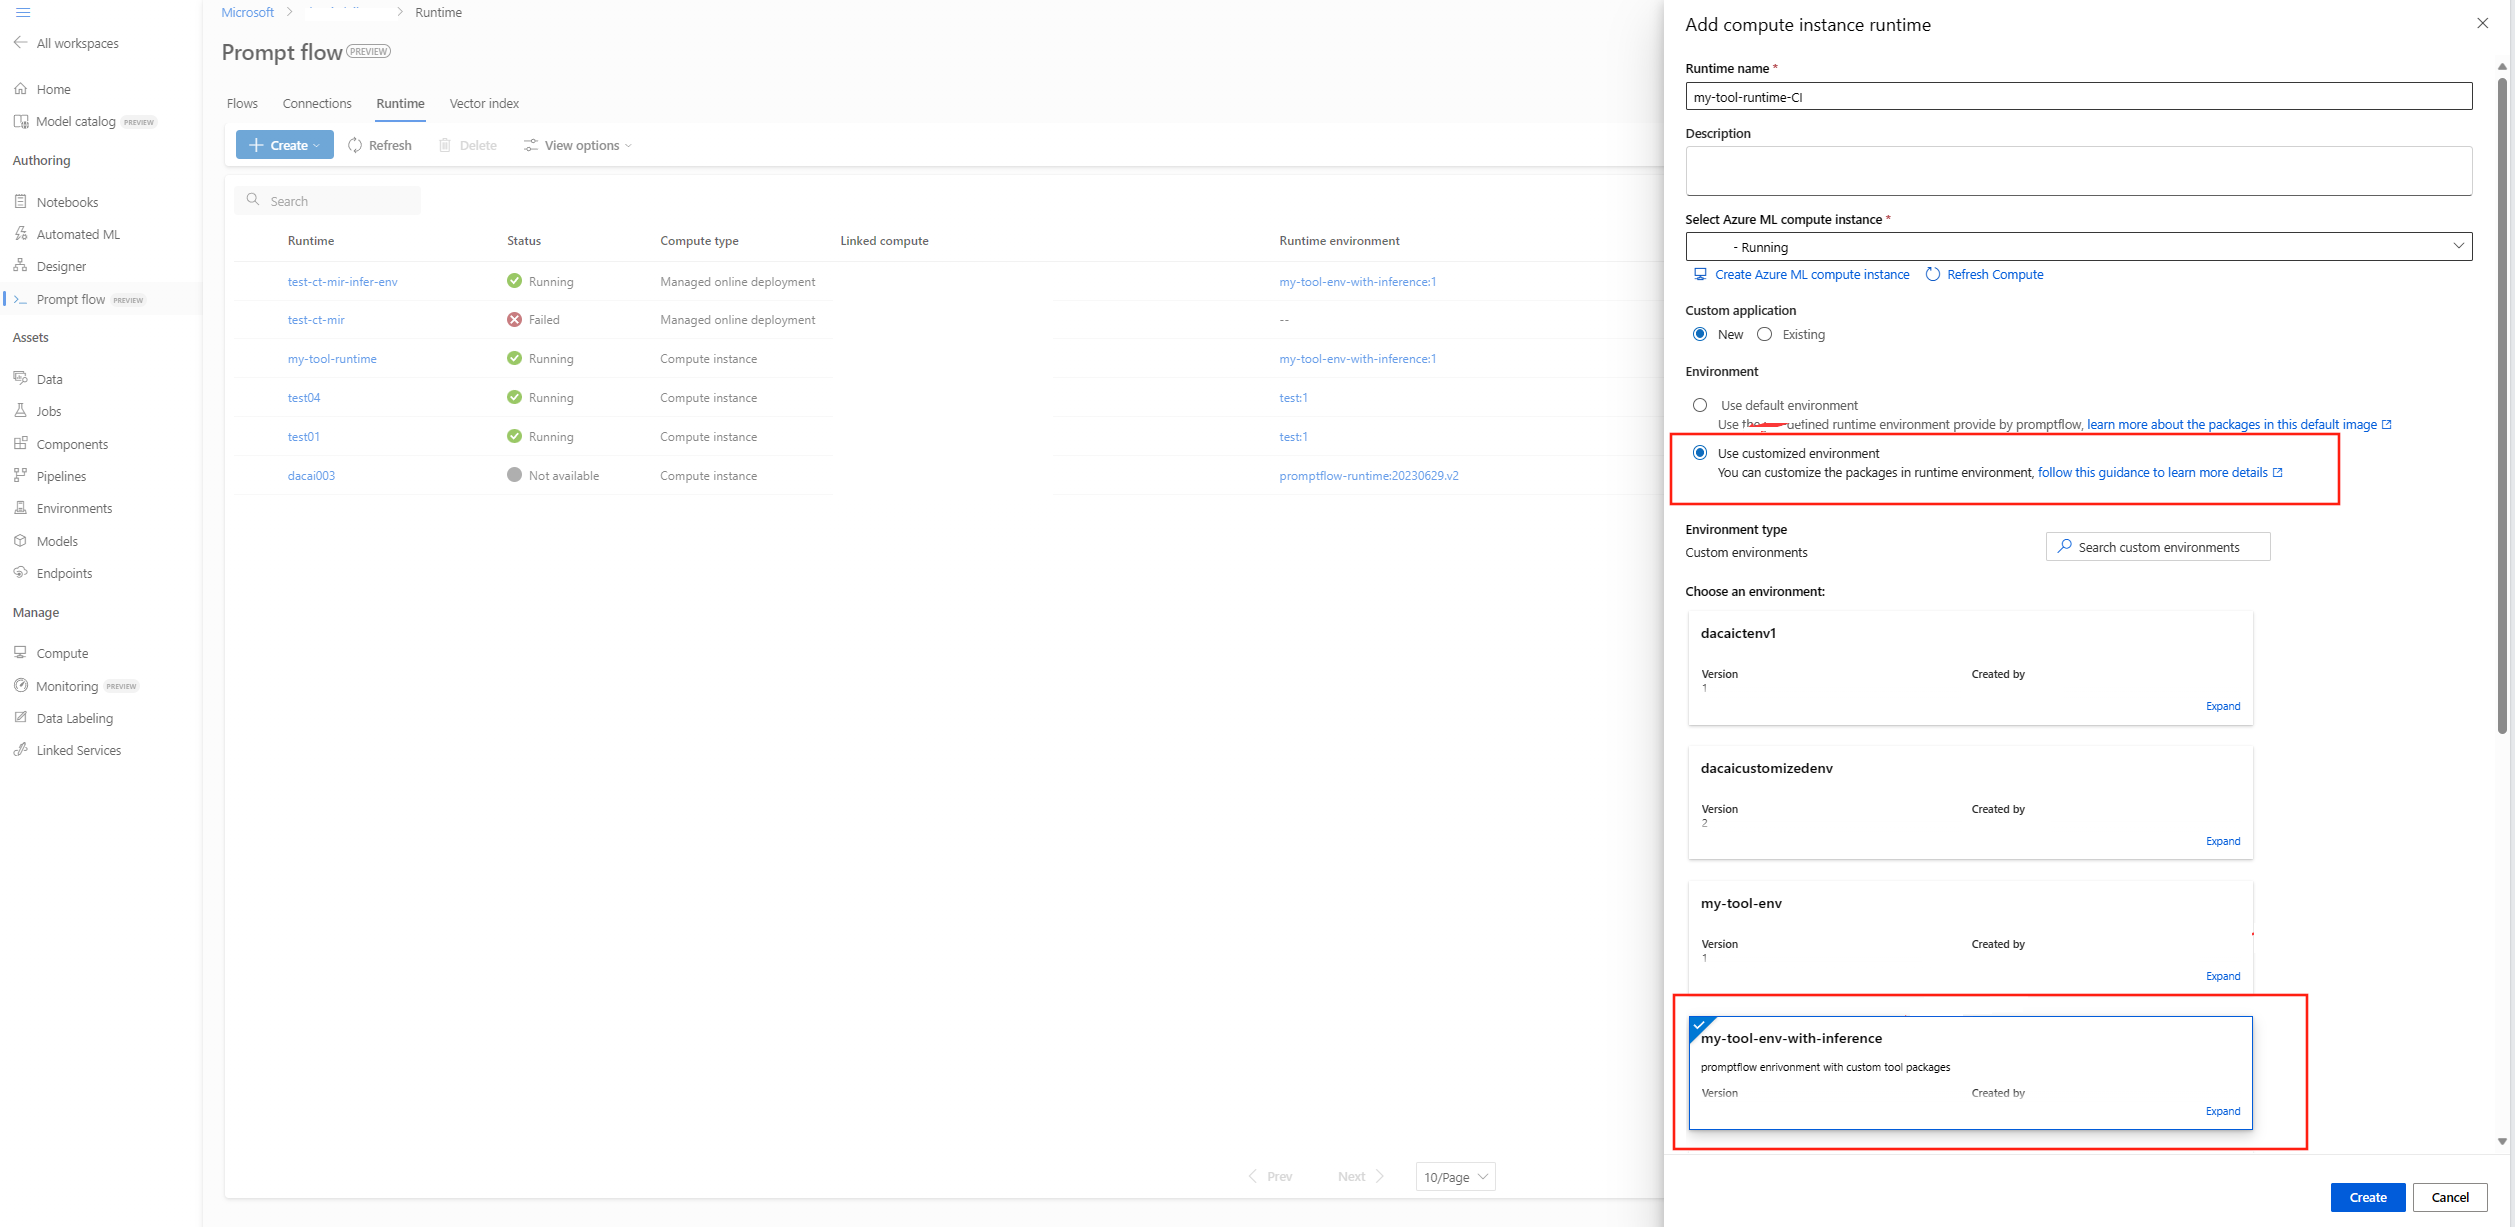 Microsoft > > Runtime
All workspaces
Prompt flow PREVIEW
Home
Model catalog PREVIEW
Flows Connections Runtime Vector index
Create Refresh Delete View options
Authoring
Notebooks
Automated ML
Designer
Prompt flow PREVIEW
Assets
Data
Jobs
Components
Pipelines
Environments
Models
Endpoints
Manage
Compute
Monitoring PREVIEW
Data Labeling
Linked Services
Search
Runtime Status Compute type Linked compute Runtime environment
test-ct-mir-infer-env Running Managed online deployment my-tool-env-with-inference:1
test-ct-mir Failed Managed online deployment --
my-tool-runtime Running Compute instance my-tool-env-with-inference:1
test04 Running Compute instance test:1
test01 Running Compute instance test:1
dacai003 Not available Compute instance promptflow-runtime:20230629.v2
Prev Next 10/Page
Add compute instance runtime
Runtime name *
my-tool-runtime-CI
Description
Select Azure ML compute instance *
- Running
Create Azure ML compute instance Refresh Compute
Custom application
New Existing
Environment
Use default environment
Use defined runtime environment provide by promptflow, learn more about the packages in this default image
Use customized environment
You can customize the packages in runtime environment, follow this guidance to learn more details
Environment type
Custom environments
Search custom environments
Choose an environment:
dacaictenv1
Version Created by
1
Expand
dacaicustomizedenv
Version Created by
2
Expand
my-tool-env
Version Created by
1
Expand
my-tool-env-with-inference
promptflow enrivonment with custom tool packages
Version Created by
Expand
Create Cancel